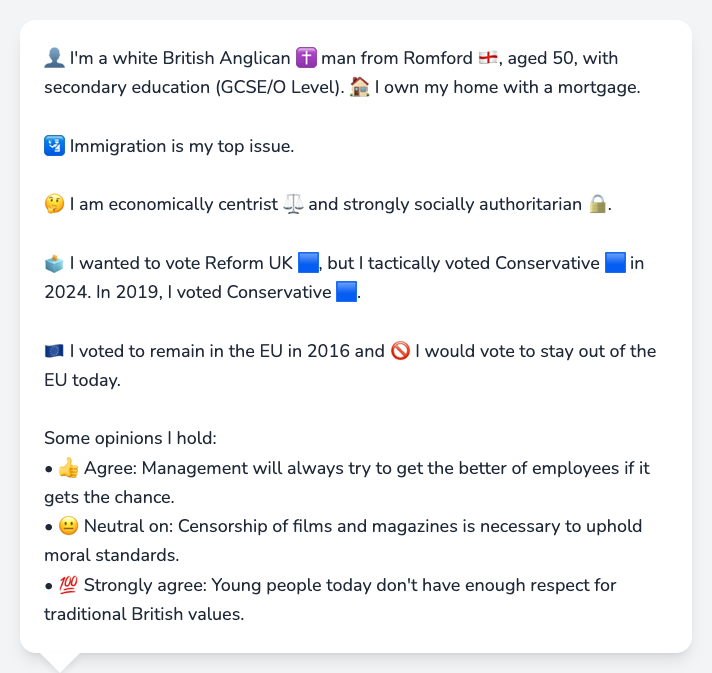 👤 I'm a white British Anglican ✝️ man from Romford 🏴󠁧󠁢󠁥󠁮󠁧󠁿, aged 50, with
secondary education (GCSE/O Level). 🏠 I own my home with a mortgage.
🛂 Immigration is my top issue.
🤔 I am economically centrist ⚖️ and strongly socially authoritarian 🔒.
🗳️ I wanted to vote Reform UK 🟦, but I tactically voted Conservative 🟦 in
2024. In 2019, I voted Conservative 🟦.
🇪🇺 I voted to remain in the EU in 2016 and 🚫 I would vote to stay out of the
EU today.
Some opinions I hold:
• 👍 Agree: Management will always try to get the better of employees if it
gets the chance.
• 😐 Neutral on: Censorship of films and magazines is necessary to uphold
moral standards.
• 💯 Strongly agree: Young people today don't have enough respect for
traditional British values.